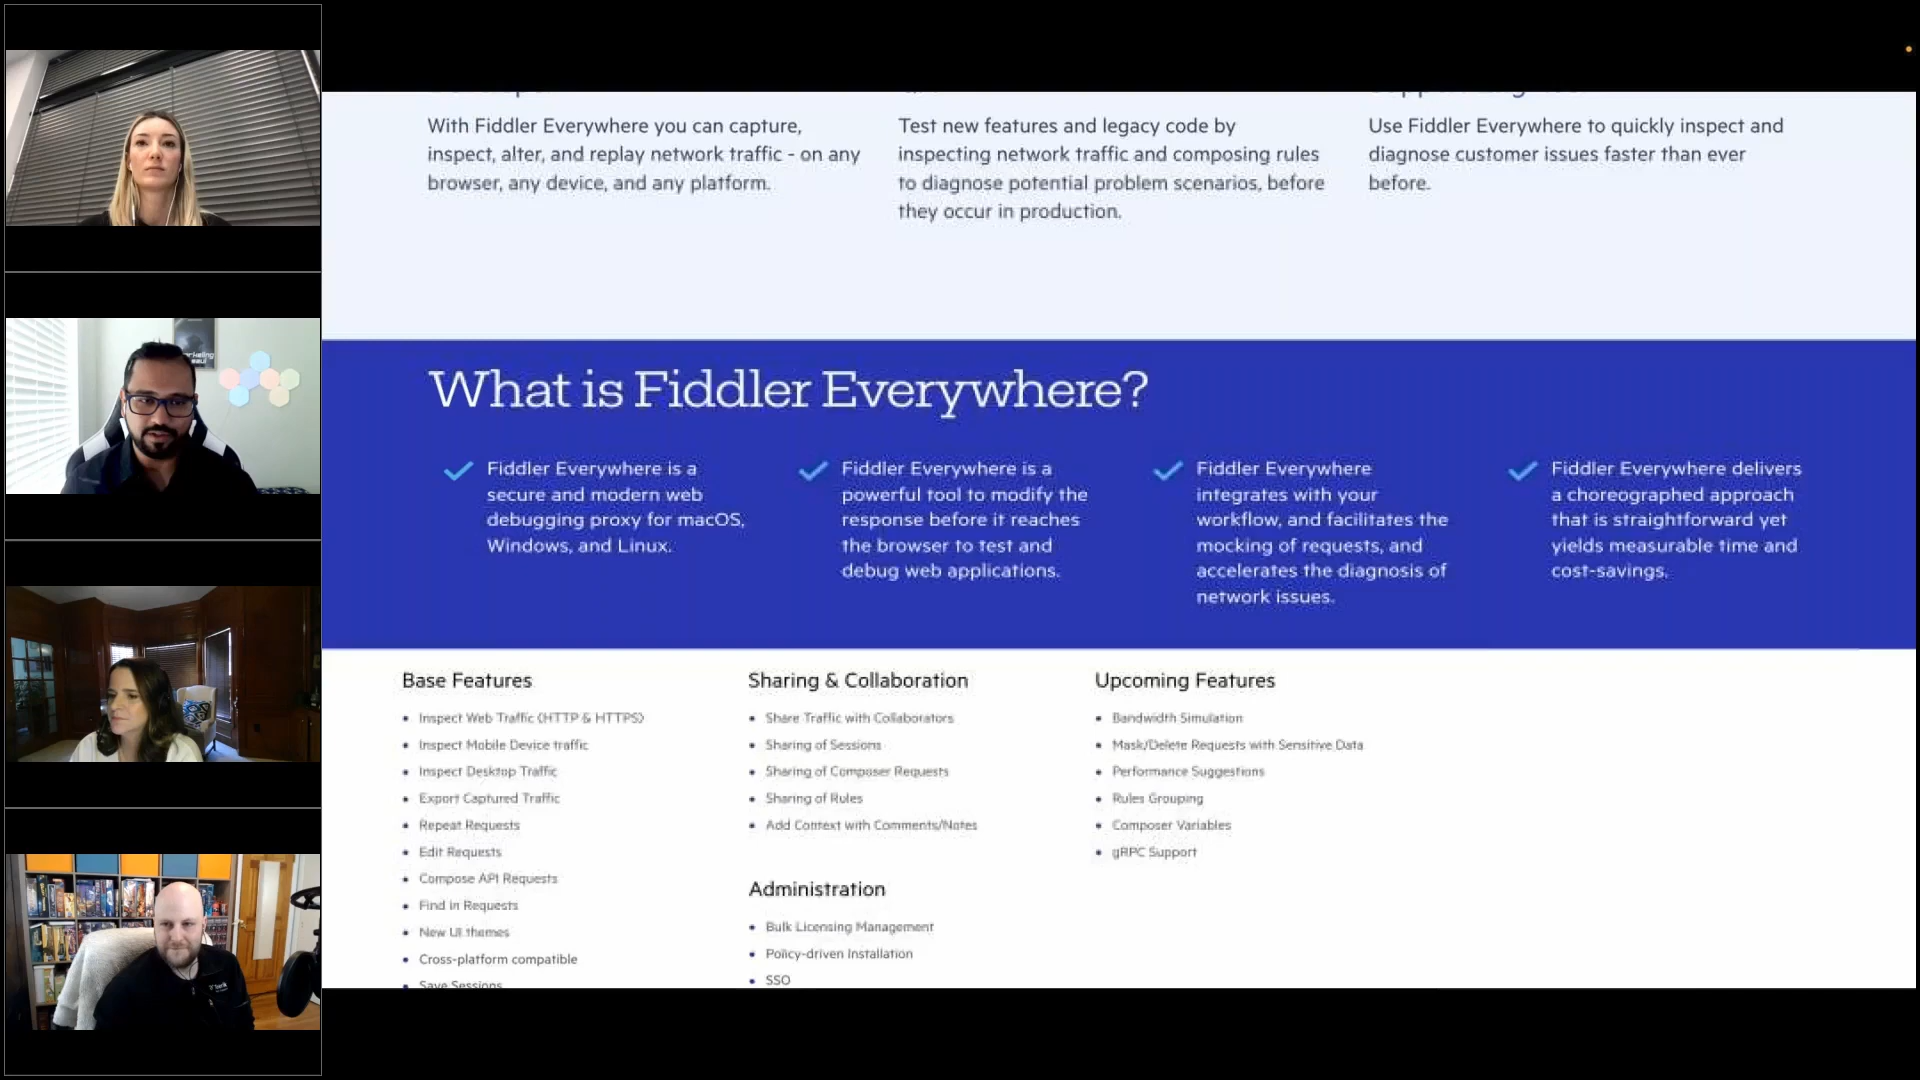 With Fiddler Everywhere you can capture,
inspect, alter, and replay network traffic - on any
browser, any device, and any platform.
Test new features and legacy code by
inspecting network traffic and composing rules
to diagnose potential problem scenarios, before
they occur in production.
Use Fiddler Everywhere to quickly inspect and
diagnose customer issues faster than ever
before.
What is Fiddler Everywhere?
Fiddler Everywhere is a
secure and modern web
debugging proxy for macOS,
Windows, and Linux.
Fiddler Everywhere is a
powerful tool to modify the
response before it reaches
the browser to test and
debug web applications.
Fiddler Everywhere
integrates with your
workflow, and facilitates the
mocking of requests, and
accelerates the diagnosis of
network issues.
Fiddler Everywhere delivers
a choreographed approach
that is straightforward yet
yields measurable time and
cost-savings.
Base Features
• Inspect Web Traffic (HTTP & HTTPS)
• Inspect Mobile Device traffic
• Inspect Desktop Traffic
• Export Captured Traffic
• Repeat Requests
• Edit Requests
• Compose API Requests
• Find in Requests
• New UI themes
• Cross-platform compatible
• Save Sessions
Sharing & Collaboration
• Share Traffic with Collaborators
• Sharing of Sessions
• Sharing of Composer Requests
• Sharing of Rules
• Add Context with Comments/Notes
Administration
• Bulk Licensing Management
• Policy-driven Installation
• SSO
Upcoming Features
• Bandwidth Simulation
• Mask/Delete Requests with Sensitive Data
• Performance Suggestions
• Rules Grouping
• Composer Variables
• gRPC Support